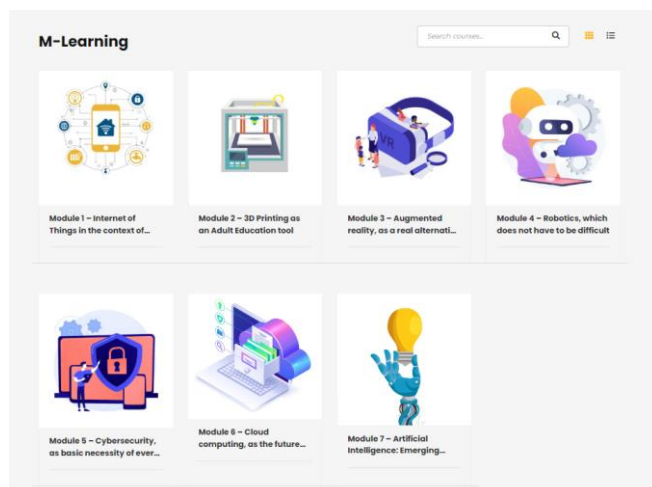 M-Learning
Search courses...
Module 1 – Internet of
Things in the context of...
Module 2 – 3D Printing as
an Adult Education tool
VR
Module 3 – Augmented
reality, as a real alternati...
Module 4 – Robotics, which
does not have to be difficult
Module 5 – Cybersecurity,
as basic necessity of ever...
Module 6 – Cloud
computing, as the future...
Module 7 – Artificial
Intelligence: Emerging...